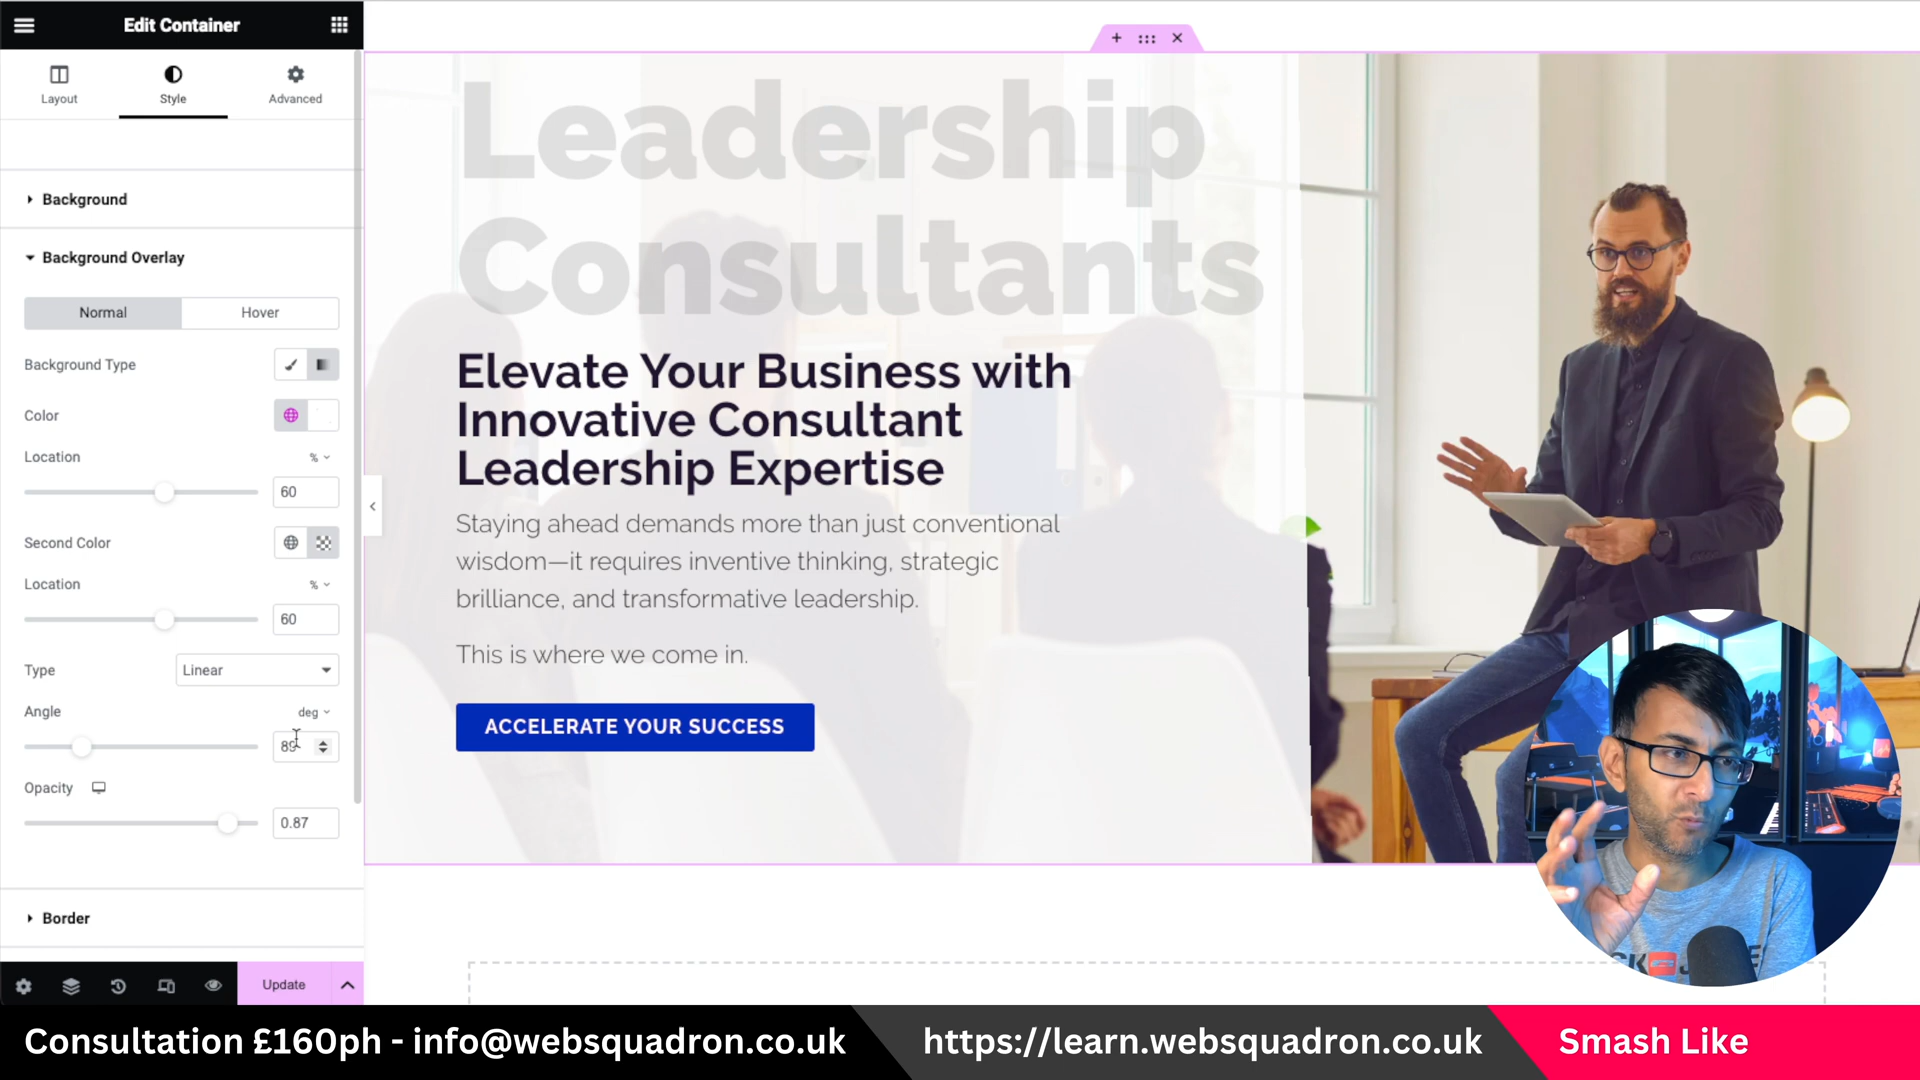 Edit Container
Layout
Style
Advanced
Background
Background Overlay
Normal
Hover
Background Type
Color
Location
%
60
Second Color
Location
%
60
Type
Linear
Angle
deg
89
Opacity
0.87
Border
Update
Leadership
Consultants
Elevate Your Business with
Innovative Consultant
Leadership Expertise
Staying ahead demands more than just conventional
wisdom—it requires inventive thinking, strategic
brilliance, and transformative leadership.
This is where we come in.
ACCELERATE YOUR SUCCESS
Consultation £160ph - info@websquadron.co.uk
https://learn.websquadron.co.uk
Smash Like